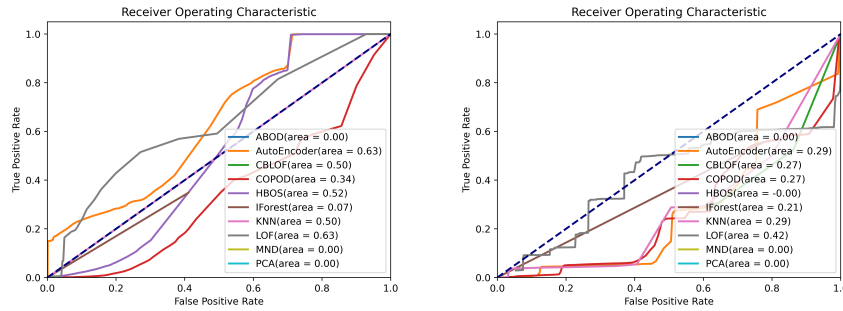 Receiver Operating Characteristic
True Positive Rate
1.0
0.8
0.6
0.4
0.2
0.0
ABOD(area = 0.00)
AutoEncoder(area = 0.63)
CBLOF(area = 0.50)
COPOD(area = 0.34)
HBOS(area = 0.52)
IForest(area = 0.07)
KNN(area = 0.50)
LOF(area = 0.63)
MND(area = 0.00)
PCA(area = 0.00)
0.0 0.2 0.4 0.6 0.8 1.0
False Positive Rate
Receiver Operating Characteristic
True Positive Rate
1.0
0.8
0.6
0.4
0.2
0.0
ABOD(area = 0.00)
AutoEncoder(area = 0.29)
CBLOF(area = 0.27)
COPOD(area = 0.27)
HBOS(area = -0.00)
IForest(area = 0.21)
KNN(area = 0.29)
LOF(area = 0.42)
MND(area = 0.00)
PCA(area = 0.00)
0.0 0.2 0.4 0.6 0.8 1.0
False Positive Rate